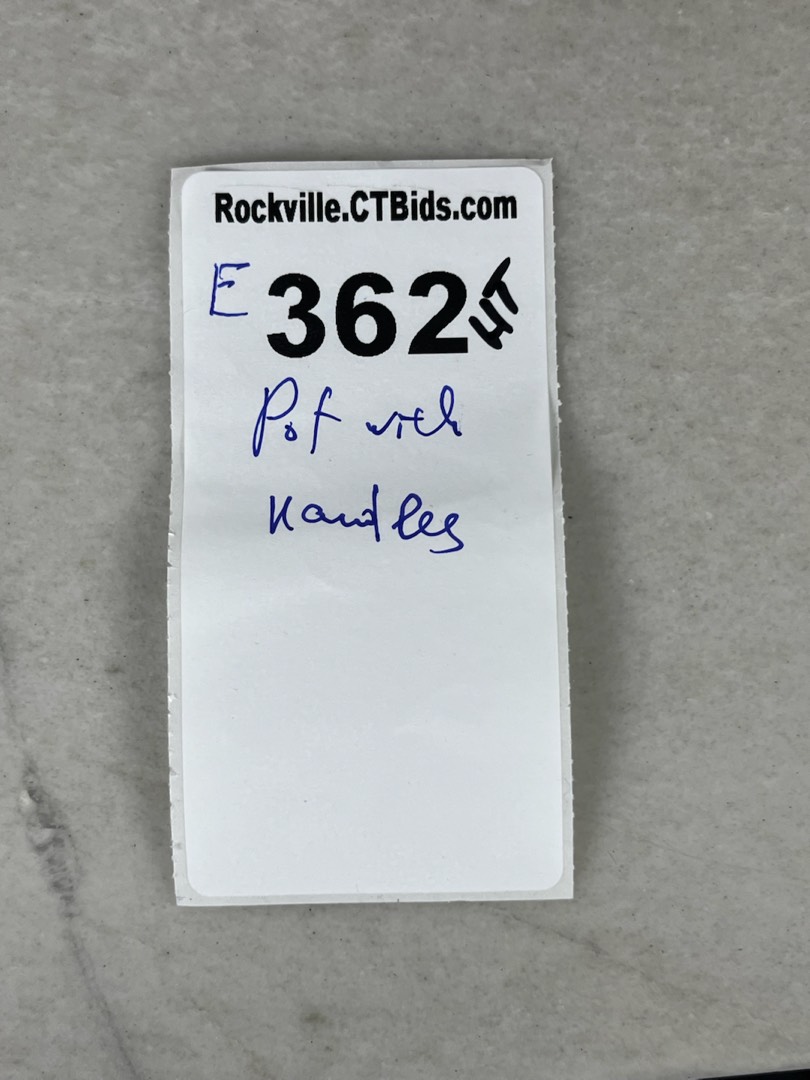 Rockville.CTBids.com
E 362 HT
Pot with
Handles